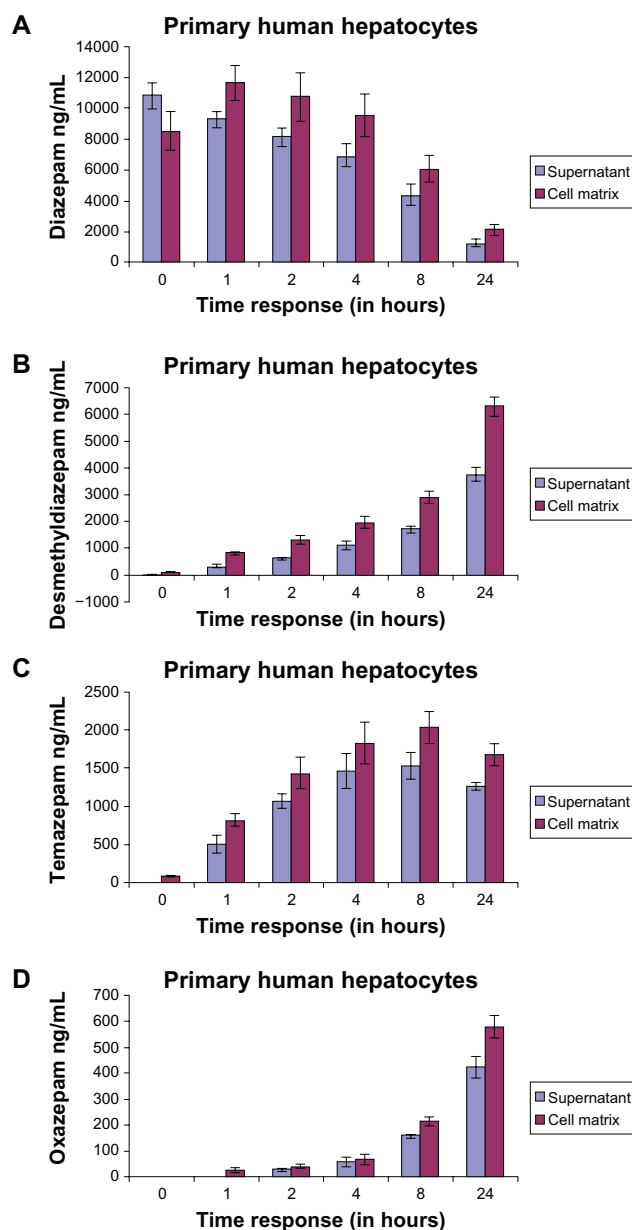 A
Primary human hepatocytes
Diazepam ng/mL
14000
12000
10000
8000
6000
4000
2000
0
0 1 2 4 8 24
Time response (in hours)
Supernatant
Cell matrix
B
Primary human hepatocytes
Desmethyldiazepam ng/mL
7000
6000
5000
4000
3000
2000
1000
0
−1000
0 1 2 4 8 24
Time response (in hours)
Supernatant
Cell matrix
C
Primary human hepatocytes
Temazepam ng/mL
2500
2000
1500
1000
500
0
0 1 2 4 8 24
Time response (in hours)
Supernatant
Cell matrix
D
Primary human hepatocytes
Oxazepam ng/mL
700
600
500
400
300
200
100
0
0 1 2 4 8 24
Time response (in hours)
Supernatant
Cell matrix